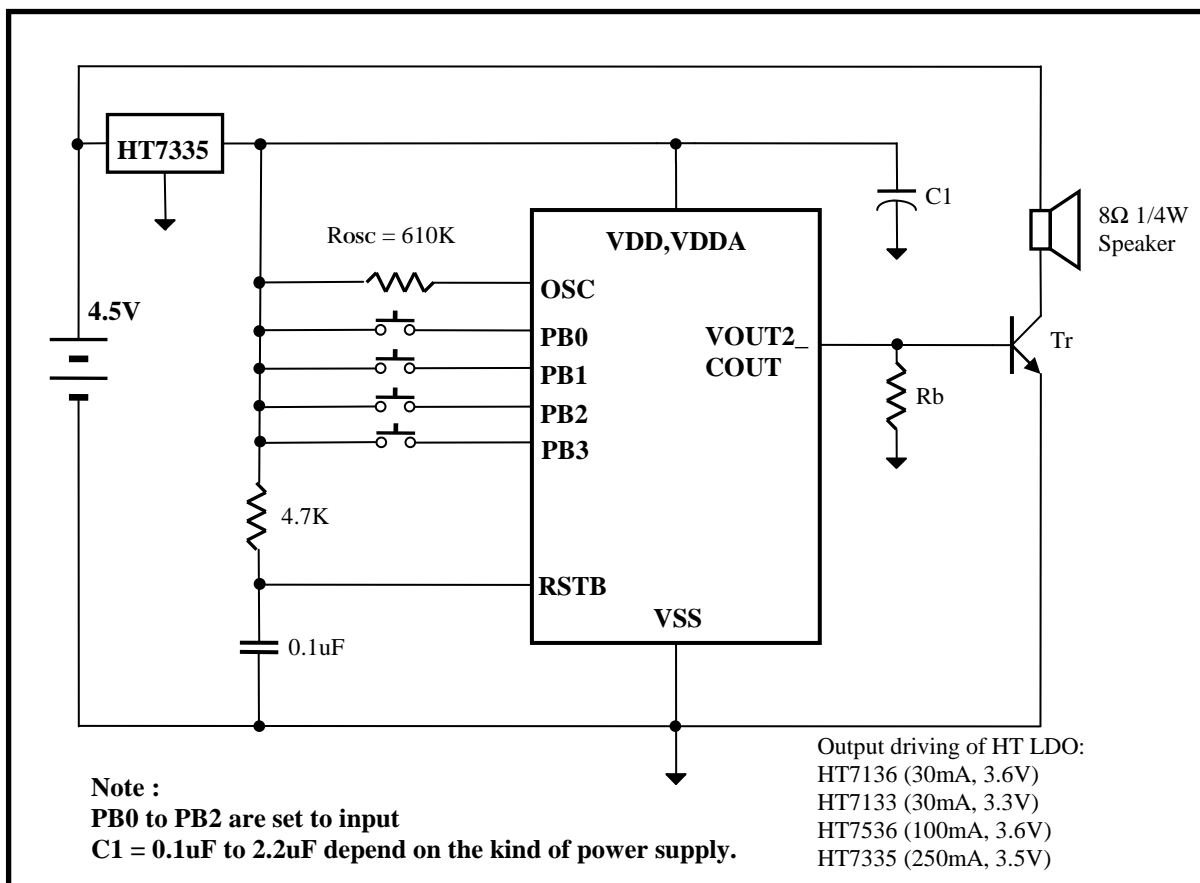 HT7335
C1
8Ω 1/4W
Speaker
Rosc = 610K
VDD,VDDA
OSC
4.5V
PB0
VOUT2_
COUT
Tr
PB1
PB2
Rb
PB3
4.7K
RSTB
VSS
0.1uF
Note :
PB0 to PB2 are set to input
C1 = 0.1uF to 2.2uF depend on the kind of power supply.
Output driving of HT LDO:
HT7136 (30mA, 3.6V)
HT7133 (30mA, 3.3V)
HT7536 (100mA, 3.6V)
HT7335 (250mA, 3.5V)